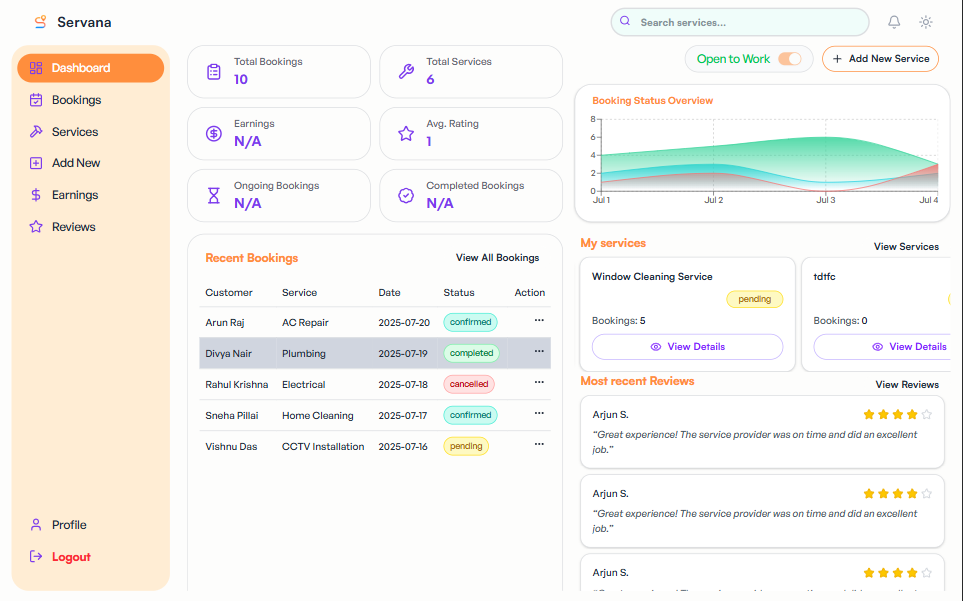 Servana
Search services...
Dashboard
Bookings
Services
Add New
Earnings
Reviews
Profile
Logout
Total Bookings
10
Total Services
6
Earnings
N/A
Avg. Rating
1
Ongoing Bookings
N/A
Completed Bookings
N/A
Open to Work
+ Add New Service
Booking Status Overview
8
6
4
2
0
Jul 1 Jul 2 Jul 3 Jul 4
Recent Bookings View All Bookings
Customer Service Date Status Action
Arun Raj AC Repair 2025-07-20 confirmed ...
Divya Nair Plumbing 2025-07-19 completed ...
Rahul Krishna Electrical 2025-07-18 cancelled ...
Sneha Pillai Home Cleaning 2025-07-17 confirmed ...
Vishnu Das CCTV Installation 2025-07-16 pending ...
My services View Services
Window Cleaning Service
pending
Bookings: 5
View Details
tdtfc
Bookings: 0
View Details
Most recent Reviews View Reviews
Arjun S.
“Great experience! The service provider was on time and did an excellent
job.”
Arjun S.
“Great experience! The service provider was on time and did an excellent
job.”
Arjun S.